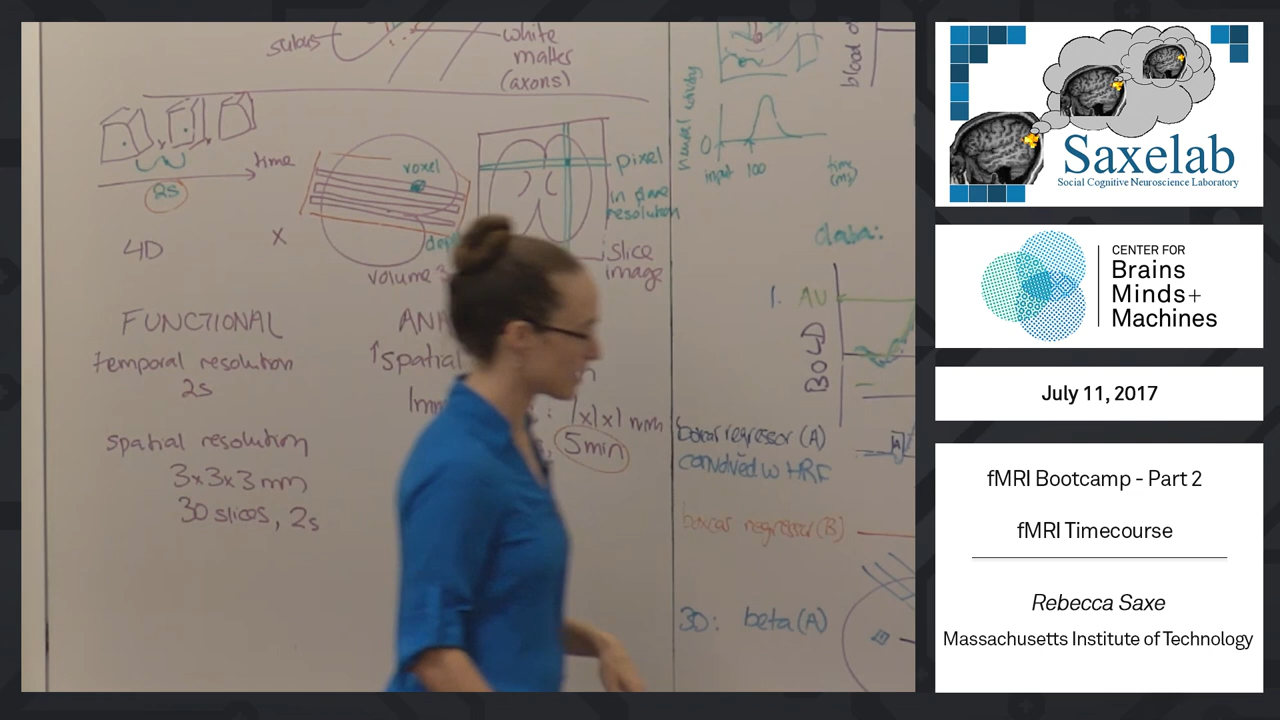 sulcus
white
matter
(axons)
time
2s
4D
x
voxel
volume
pixel
in plane
resolution
slice
image
FUNCTIONAL
temporal resolution
2s
spatial resolution
3x3x3mm
30 slices, 2s
↑spatial
: 1x1x1 mm
5min
neural activity
0
input 100
time
(ms)
blood
data:
1. AU
BOLD
boxcar regressor (A)
convolved w HRF
A
boxcar regressor (B)
3D: beta(A)
Saxelab
Social Cognitive Neuroscience Laboratory
CENTER FOR
Brains
Minds+
Machines
July 11, 2017
fMRI Bootcamp - Part 2
fMRI Timecourse
Rebecca Saxe
Massachusetts Institute of Technology